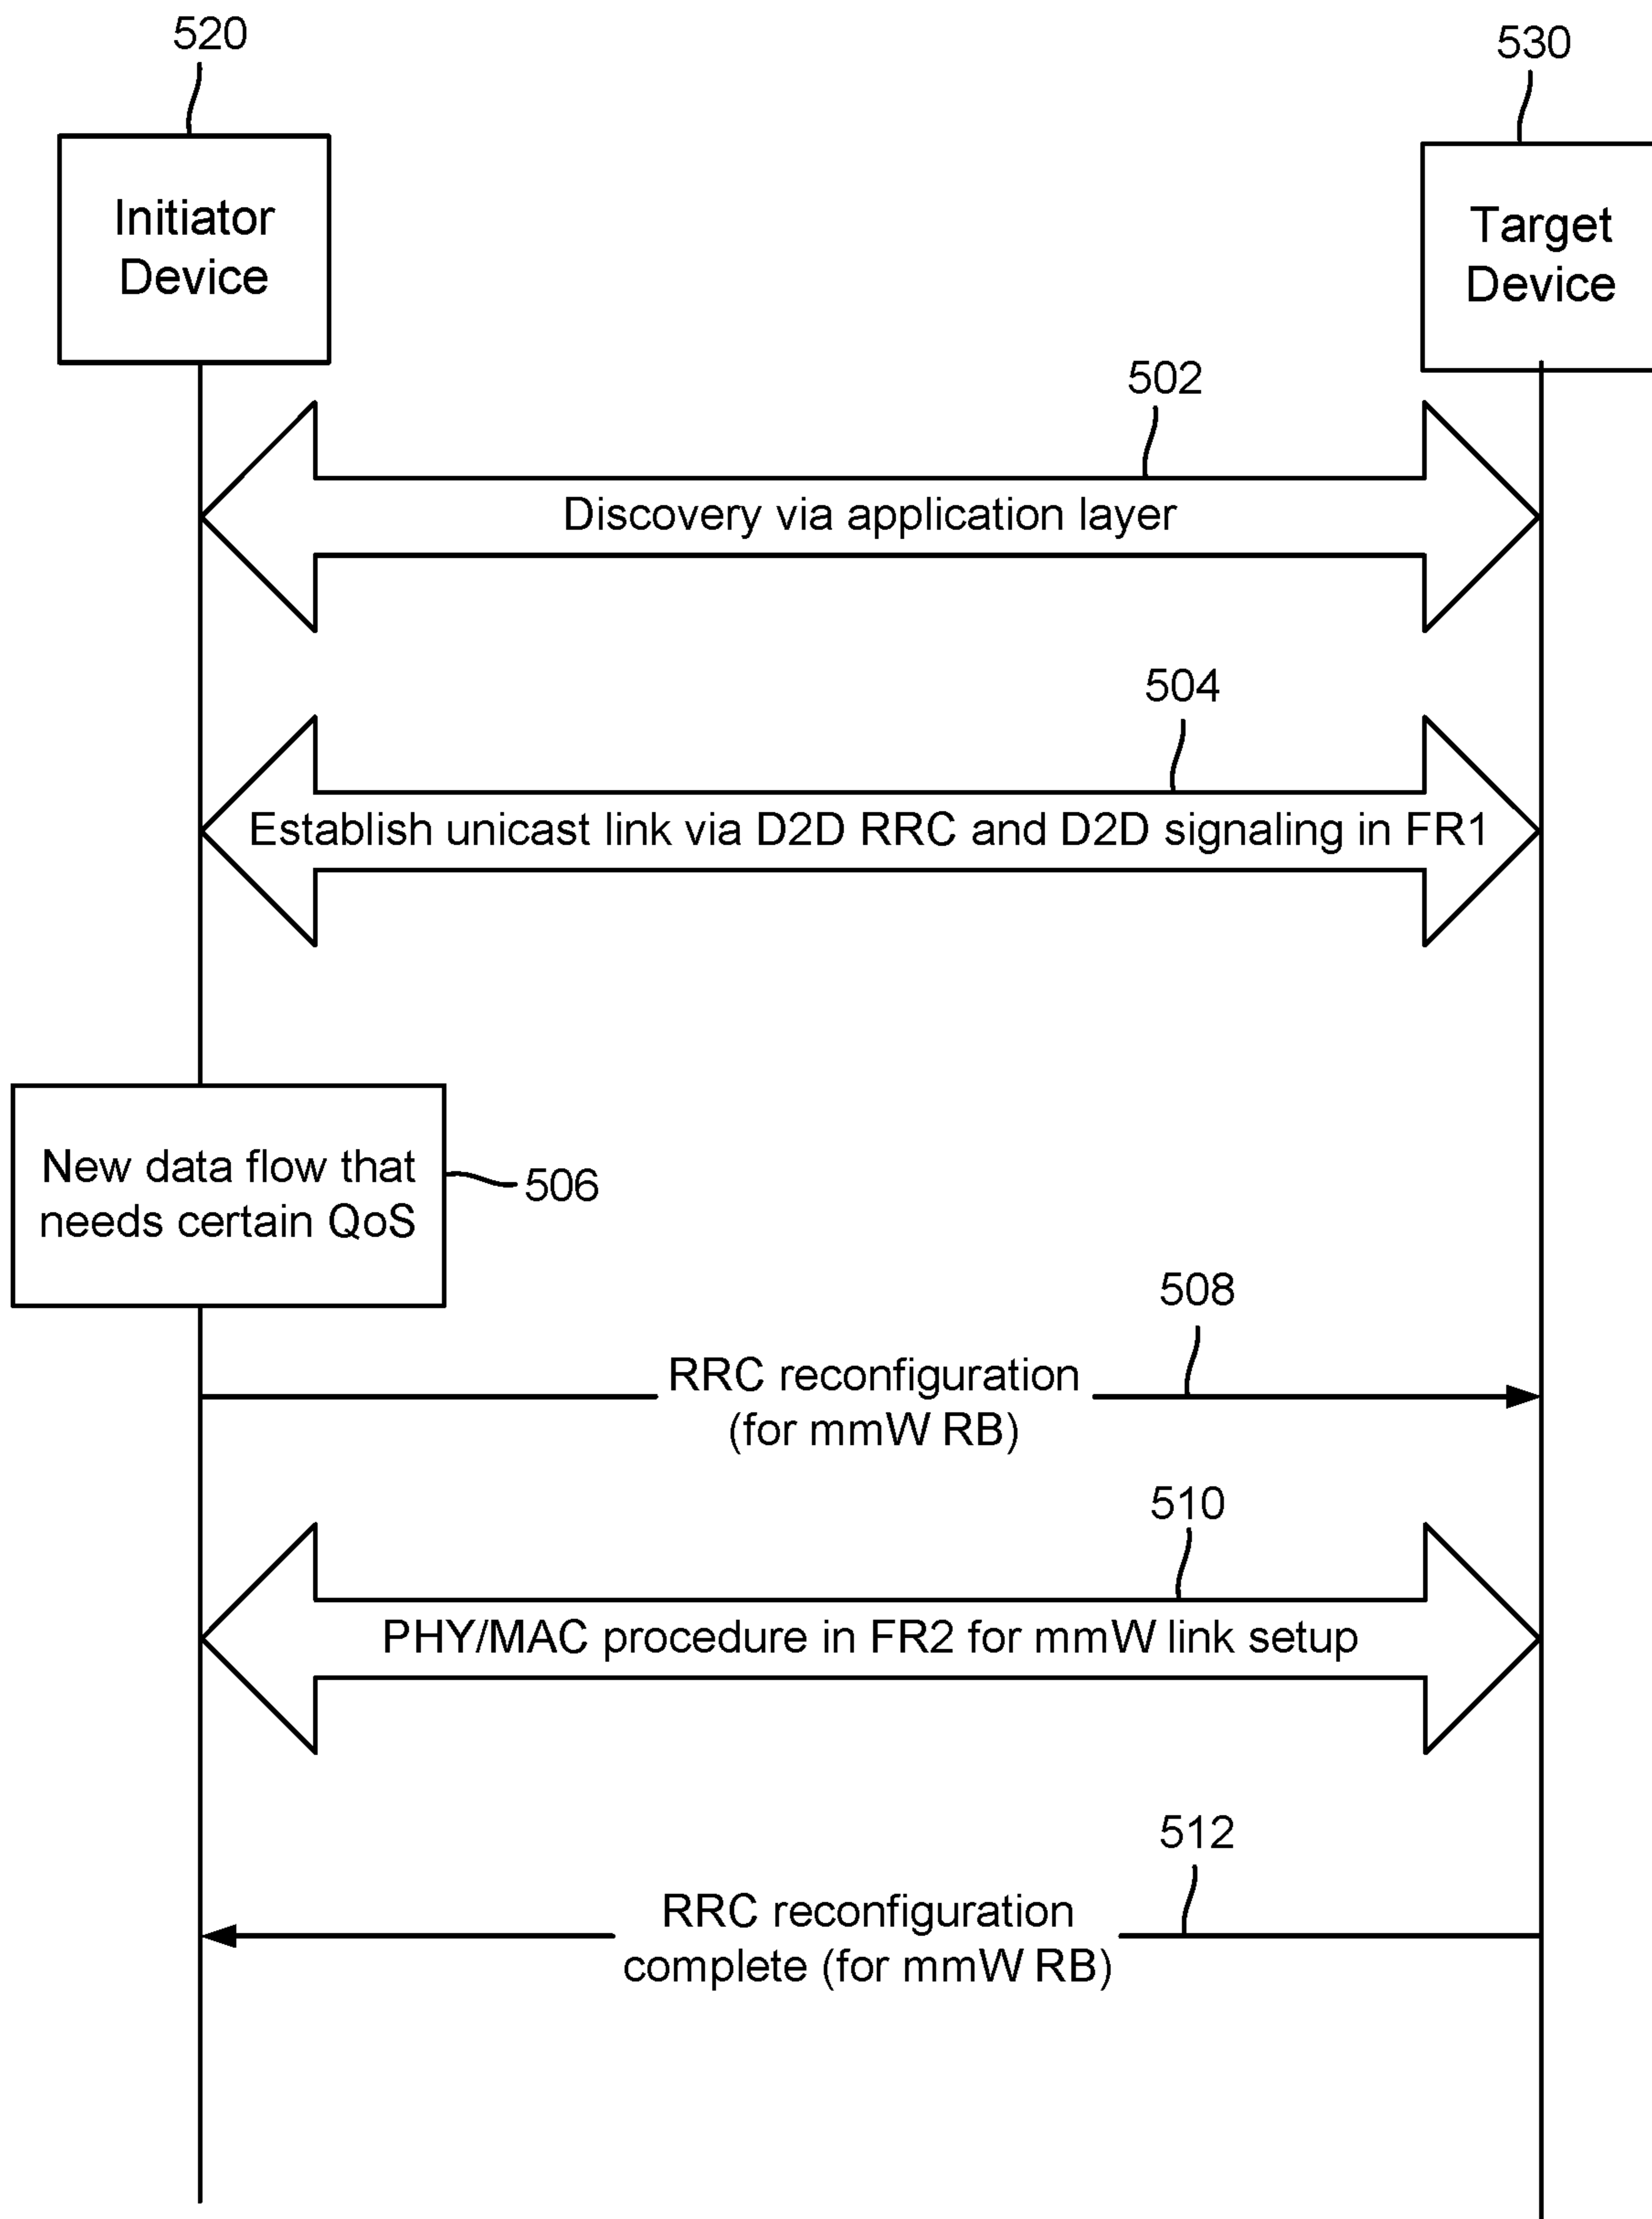 520
530
Initiator
Device
Target
Device
502
Discovery via application layer
504
Establish unicast link via D2D RRC and D2D signaling in FR1
New data flow that
needs certain QoS
506
508
RRC reconfiguration
(for mmW RB)
510
PHY/MAC procedure in FR2 for mmW link setup
512
RRC reconfiguration
complete (for mmW RB)